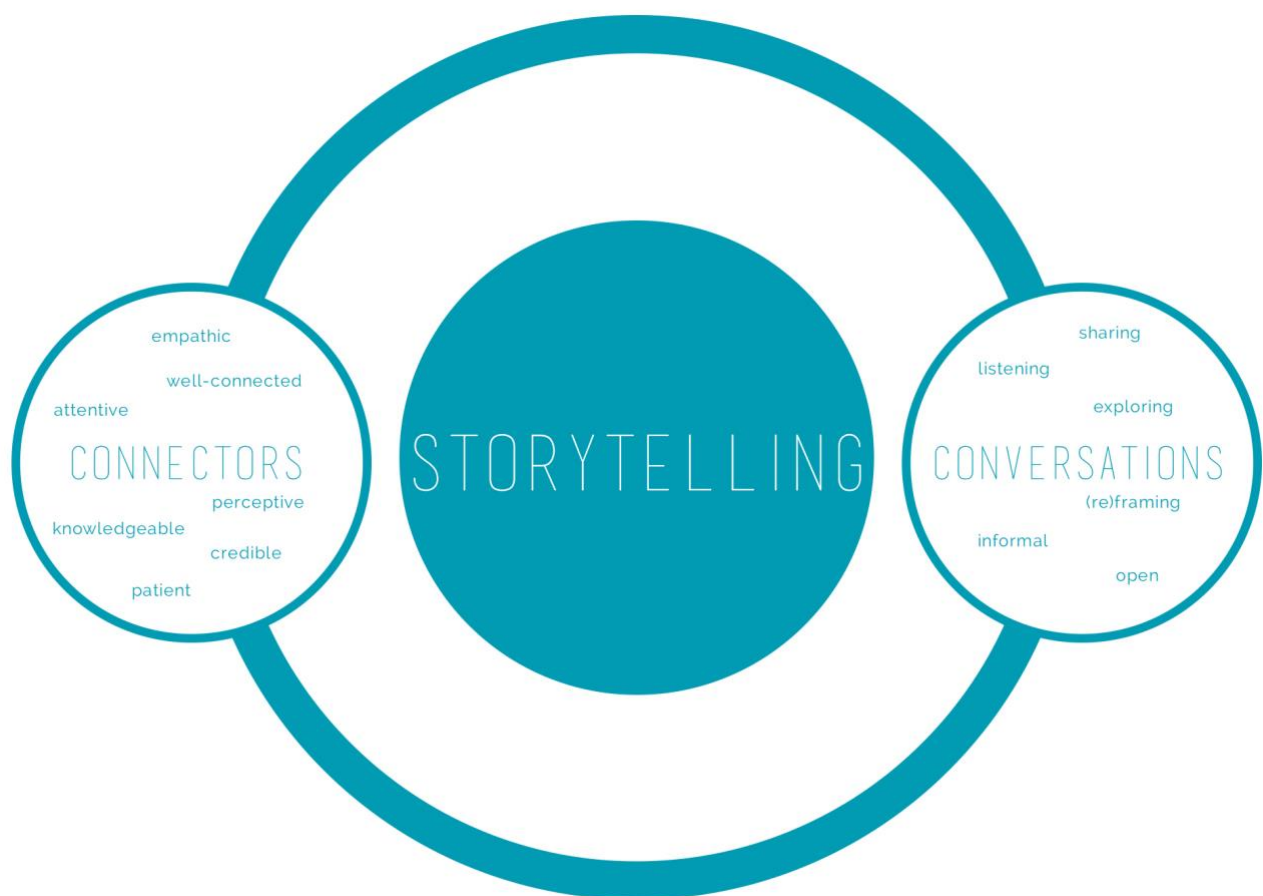 empathic
well-connected
attentive
CONNECTORS
perceptive
knowledgeable
credible
patient
STORYTELLING
sharing
listening
exploring
CONVERSATIONS
(re)framing
informal
open